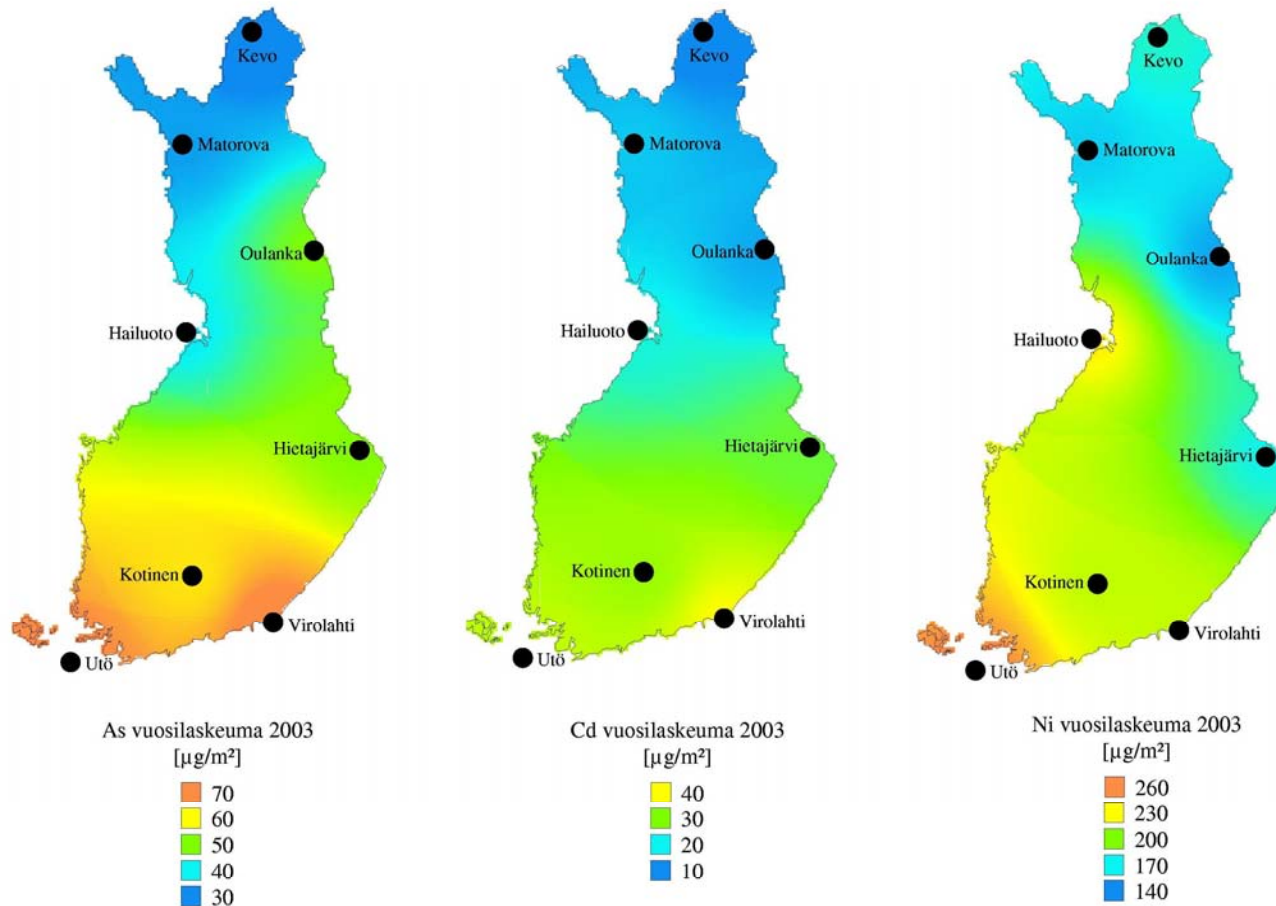 Kevo
Matorova
Oulanka
Hailuoto
Hietajärvi
Kotinen
Virolahti
Utö
As vuosilaskeuma 2003
[µg/m²]
70
60
50
40
30
Kevo
Matorova
Oulanka
Hailuoto
Hietajärvi
Kotinen
Virolahti
Utö
Cd vuosilaskeuma 2003
[µg/m²]
40
30
20
10
Kevo
Matorova
Oulanka
Hailuoto
Hietajärvi
Kotinen
Virolahti
Utö
Ni vuosilaskeuma 2003
[µg/m²]
260
230
200
170
140